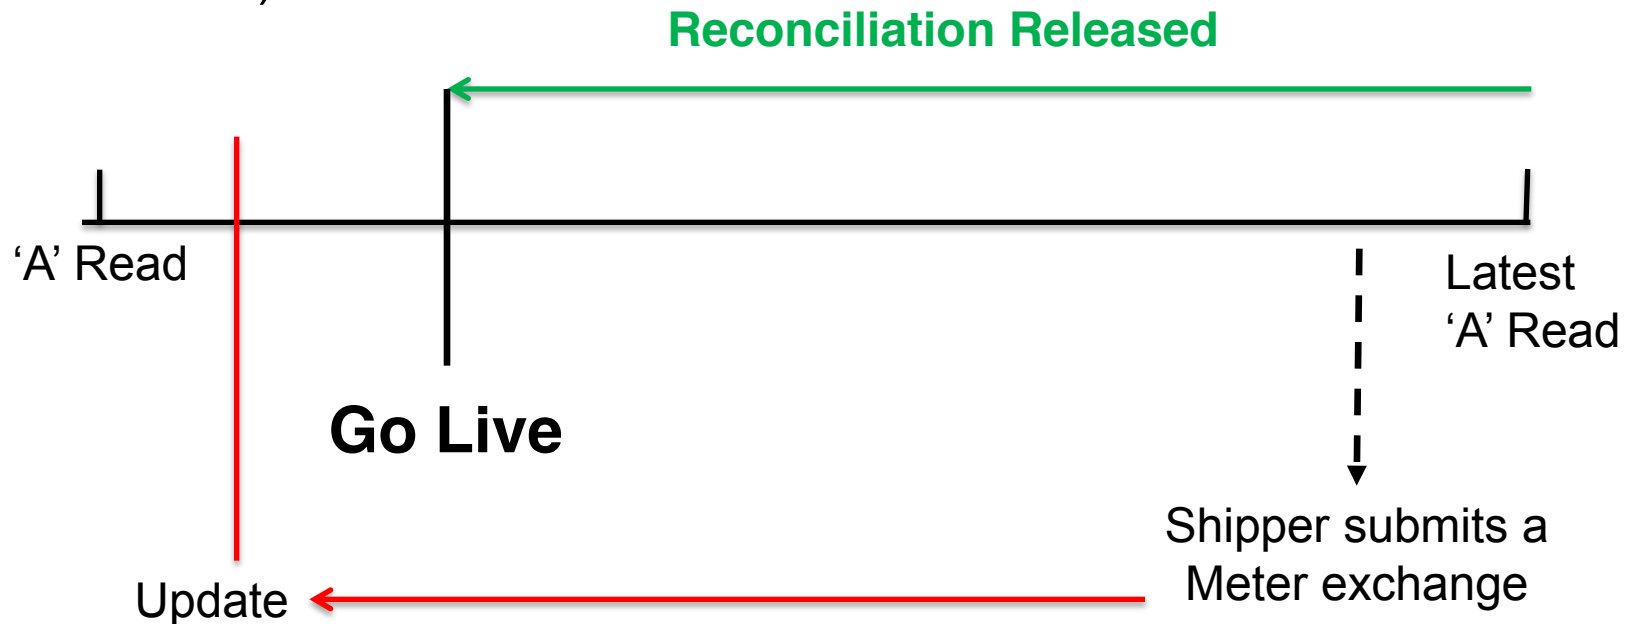 Reconciliation Released
‘A’ Read
Latest
‘A’ Read
Go Live
Shipper submits a
Meter exchange
Update